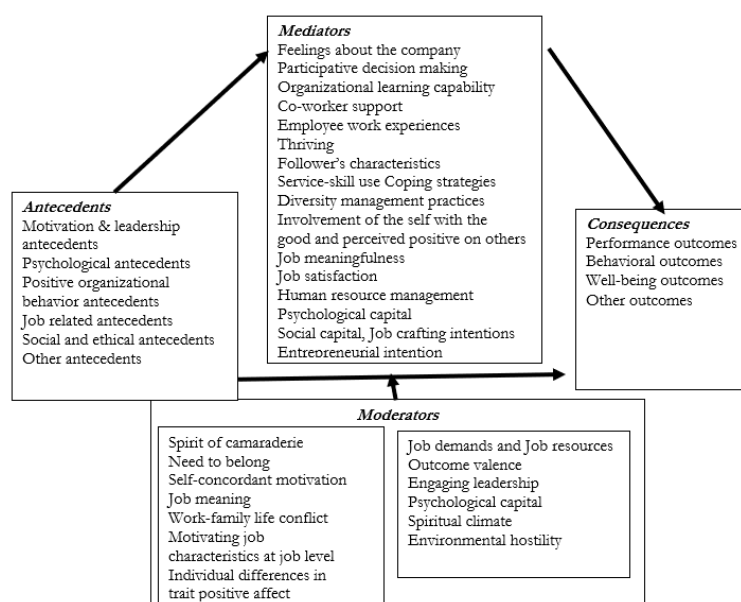 Mediators
Feelings about the company
Participative decision making
Organizational learning capability
Co-worker support
Employee work experiences
Thriving
Follower's characteristics
Service-skill use Coping strategies
Diversity management practices
Involvement of the self with the
good and perceived positive on others
Job meaningfulness
Job satisfaction
Human resource management
Psychological capital
Social capital, Job crafting intentions
Entrepreneurial intention
Antecedents
Motivation & leadership
antecedents
Psychological antecedents
Positive organizational
behavior antecedents
Job related antecedents
Social and ethical antecedents
Other antecedents
Consequences
Performance outcomes
Behavioral outcomes
Well-being outcomes
Other outcomes
Moderators
Spirit of camaraderie
Need to belong
Self-concordant motivation
Job meaning
Work-family life conflict
Motivating job
characteristics at job level
Individual differences in
trait positive affect
Job demands and Job resources
Outcome valence
Engaging leadership
Psychological capital
Spiritual climate
Environmental hostility